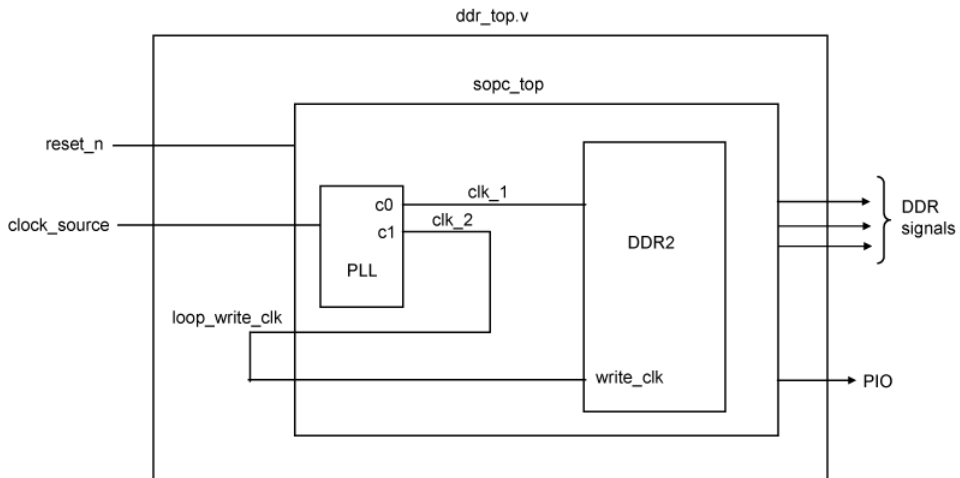 ddr_top.v
sopc_top
reset_n
clock_source
c0
clk_1
c1
clk_2
PLL
DDR2
DDR
signals
loop_write_clk
write_clk
PIO